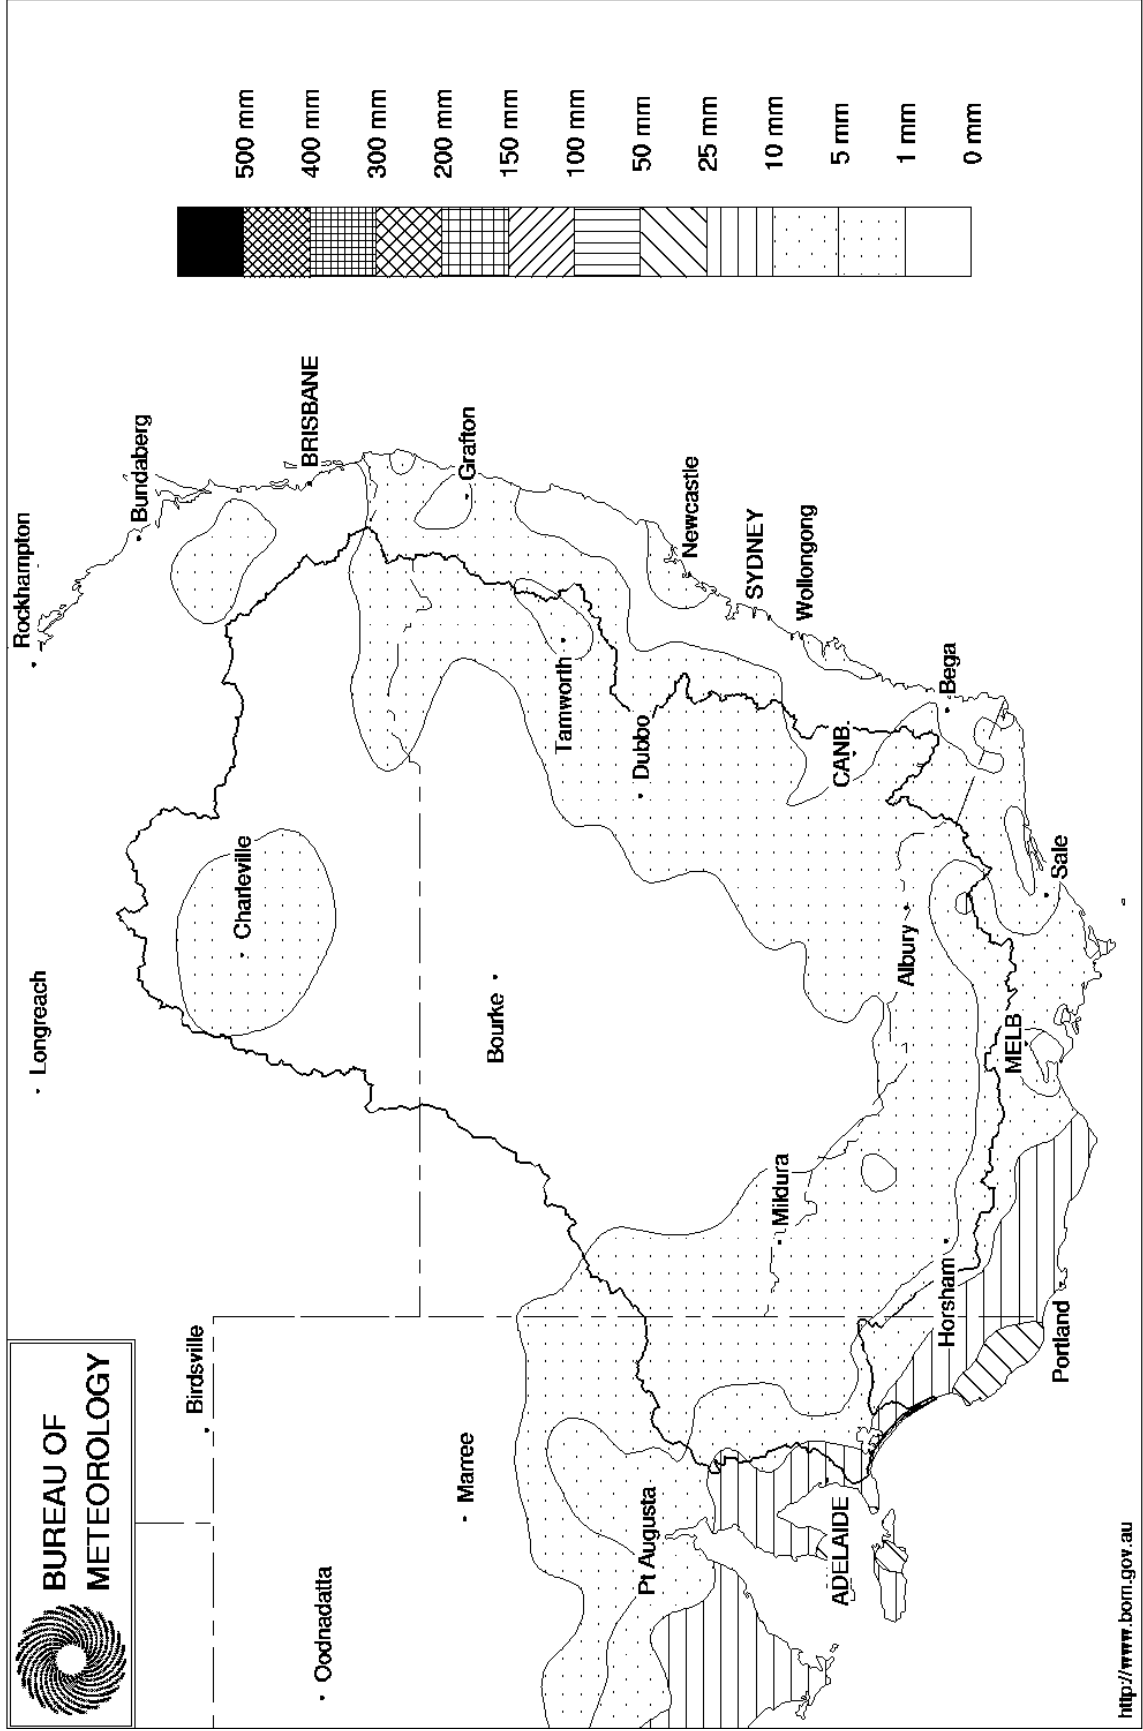 BUREAU OF
METEOROLOGY
Rockhampton
Longreach
Bundaberg
Birdsville
Charleville
BRISBANE
Oodnadatta
Marree
Bourke
Grafton
Tamworth
Dubbo
Newcastle
Pt Augusta
Mildura
SYDNEY
Wollongong
ADELAIDE
CANB.
Albury
Horsham
Bega
MELB
Sale
Portland
500 mm
400 mm
300 mm
200 mm
150 mm
100 mm
50 mm
25 mm
10 mm
5 mm
1 mm
0 mm
http://www.bom.gov.au